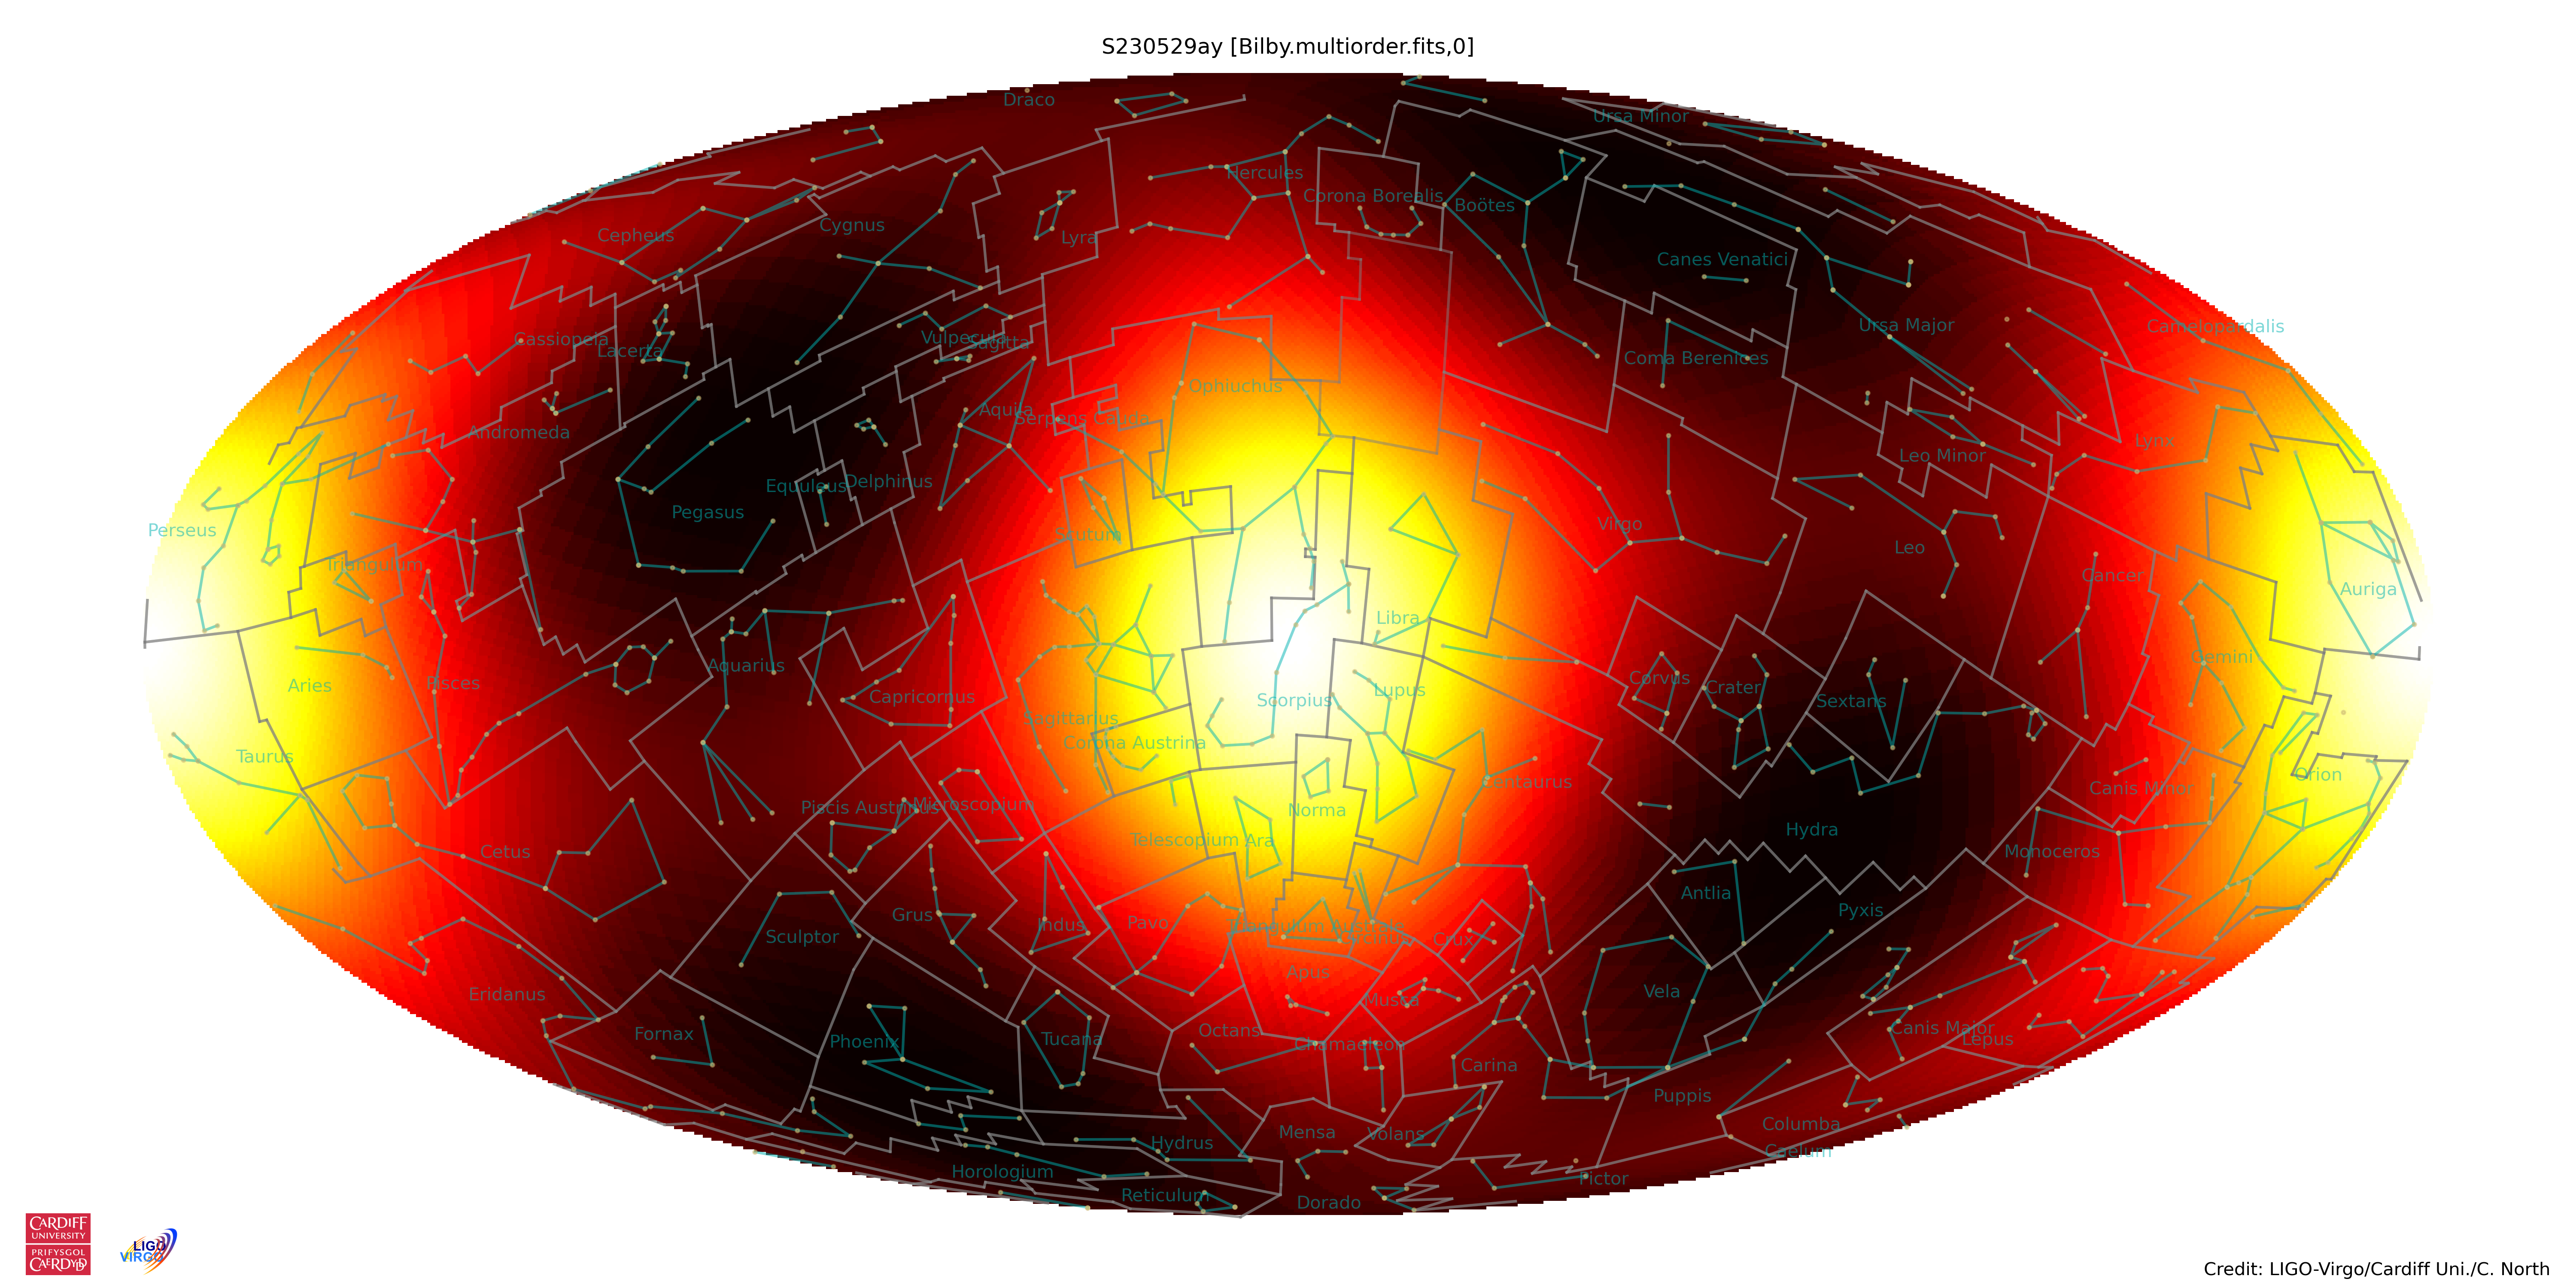 S230529ay [Bilby.multiorder.fits,0]
Draco
Ursa Minor
Hercules
Corona Borealis
Boötes
Cygnus
Cepheus
Lyra
Canes Venatici
Ursa Major
Camelopardalis
Cassiopeia
Lacerta
Vulpecula
Sagitta
Coma Berenices
Ophiuchus
Aquila
Serpens Cauda
Andromeda
Lynx
Leo Minor
Equuleus
Delphinus
Pegasus
Perseus
Virgo
Scutum
Leo
Triangulum
Cancer
Auriga
Libra
Gemini
Aquarius
Corvus
Aries
Pisces
Crater
Lupus
Capricornus
Scorpius
Sextans
Sagittarius
Corona Austrina
Taurus
Orion
Centaurus
Canis Minor
Piscis Austrinus
Microscopium
Norma
Hydra
Telescopium
Ara
Cetus
Monoceros
Antlia
Pyxis
Grus
Indus
Pavo
Triangulum Australe
Circinus
Crux
Sculptor
Apus
Vela
Eridanus
Musca
Fornax
Phoenix
Tucana
Octans
Chamaeleon
Canis Major
Lepus
Carina
Puppis
Columba
Hydrus
Mensa
Volans
Caelum
Horologium
Pictor
Reticulum
Dorado
CARDIFF
UNIVERSITY
PRIFYSGOL
CAERDYDD
LIGO
VIRGO
Credit: LIGO-Virgo/Cardiff Uni./C. North